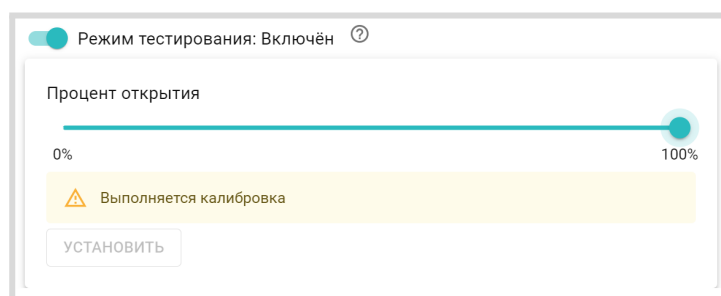 Режим тестирования: Включён ?
Процент открытия
0% 100%
Выполняется калибровка
УСТАНОВИТЬ